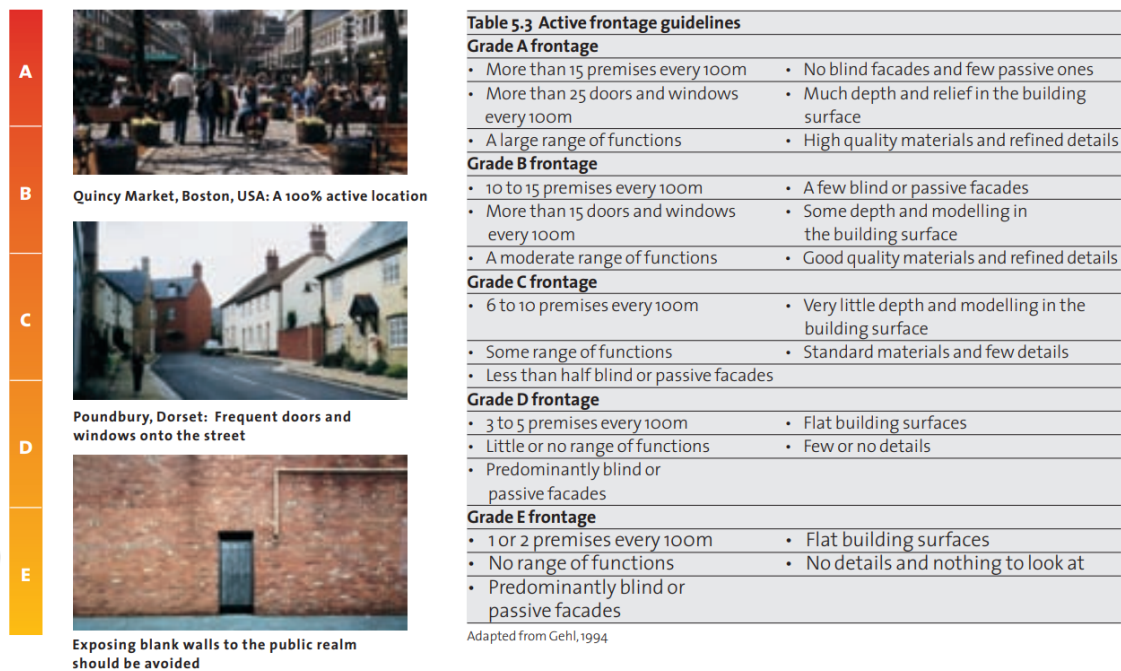 A
B
C
D
E
Quincy Market, Boston, USA: A 100% active location
Poundbury, Dorset: Frequent doors and
windows onto the street
Exposing blank walls to the public realm
should be avoided
Table 5.3 Active frontage guidelines
Grade A frontage
• More than 15 premises every 100m • No blind facades and few passive ones
• More than 25 doors and windows • Much depth and relief in the building
every 100m surface
• A large range of functions • High quality materials and refined details
Grade B frontage
• 10 to 15 premises every 100m • A few blind or passive facades
• More than 15 doors and windows • Some depth and modelling in
every 100m the building surface
• A moderate range of functions • Good quality materials and refined details
Grade C frontage
• 6 to 10 premises every 100m • Very little depth and modelling in the
building surface
• Some range of functions • Standard materials and few details
• Less than half blind or passive facades
Grade D frontage
• 3 to 5 premises every 100m • Flat building surfaces
• Little or no range of functions • Few or no details
• Predominantly blind or
passive facades
Grade E frontage
• 1 or 2 premises every 100m • Flat building surfaces
• No range of functions • No details and nothing to look at
• Predominantly blind or
passive facades
Adapted from Gehl, 1994